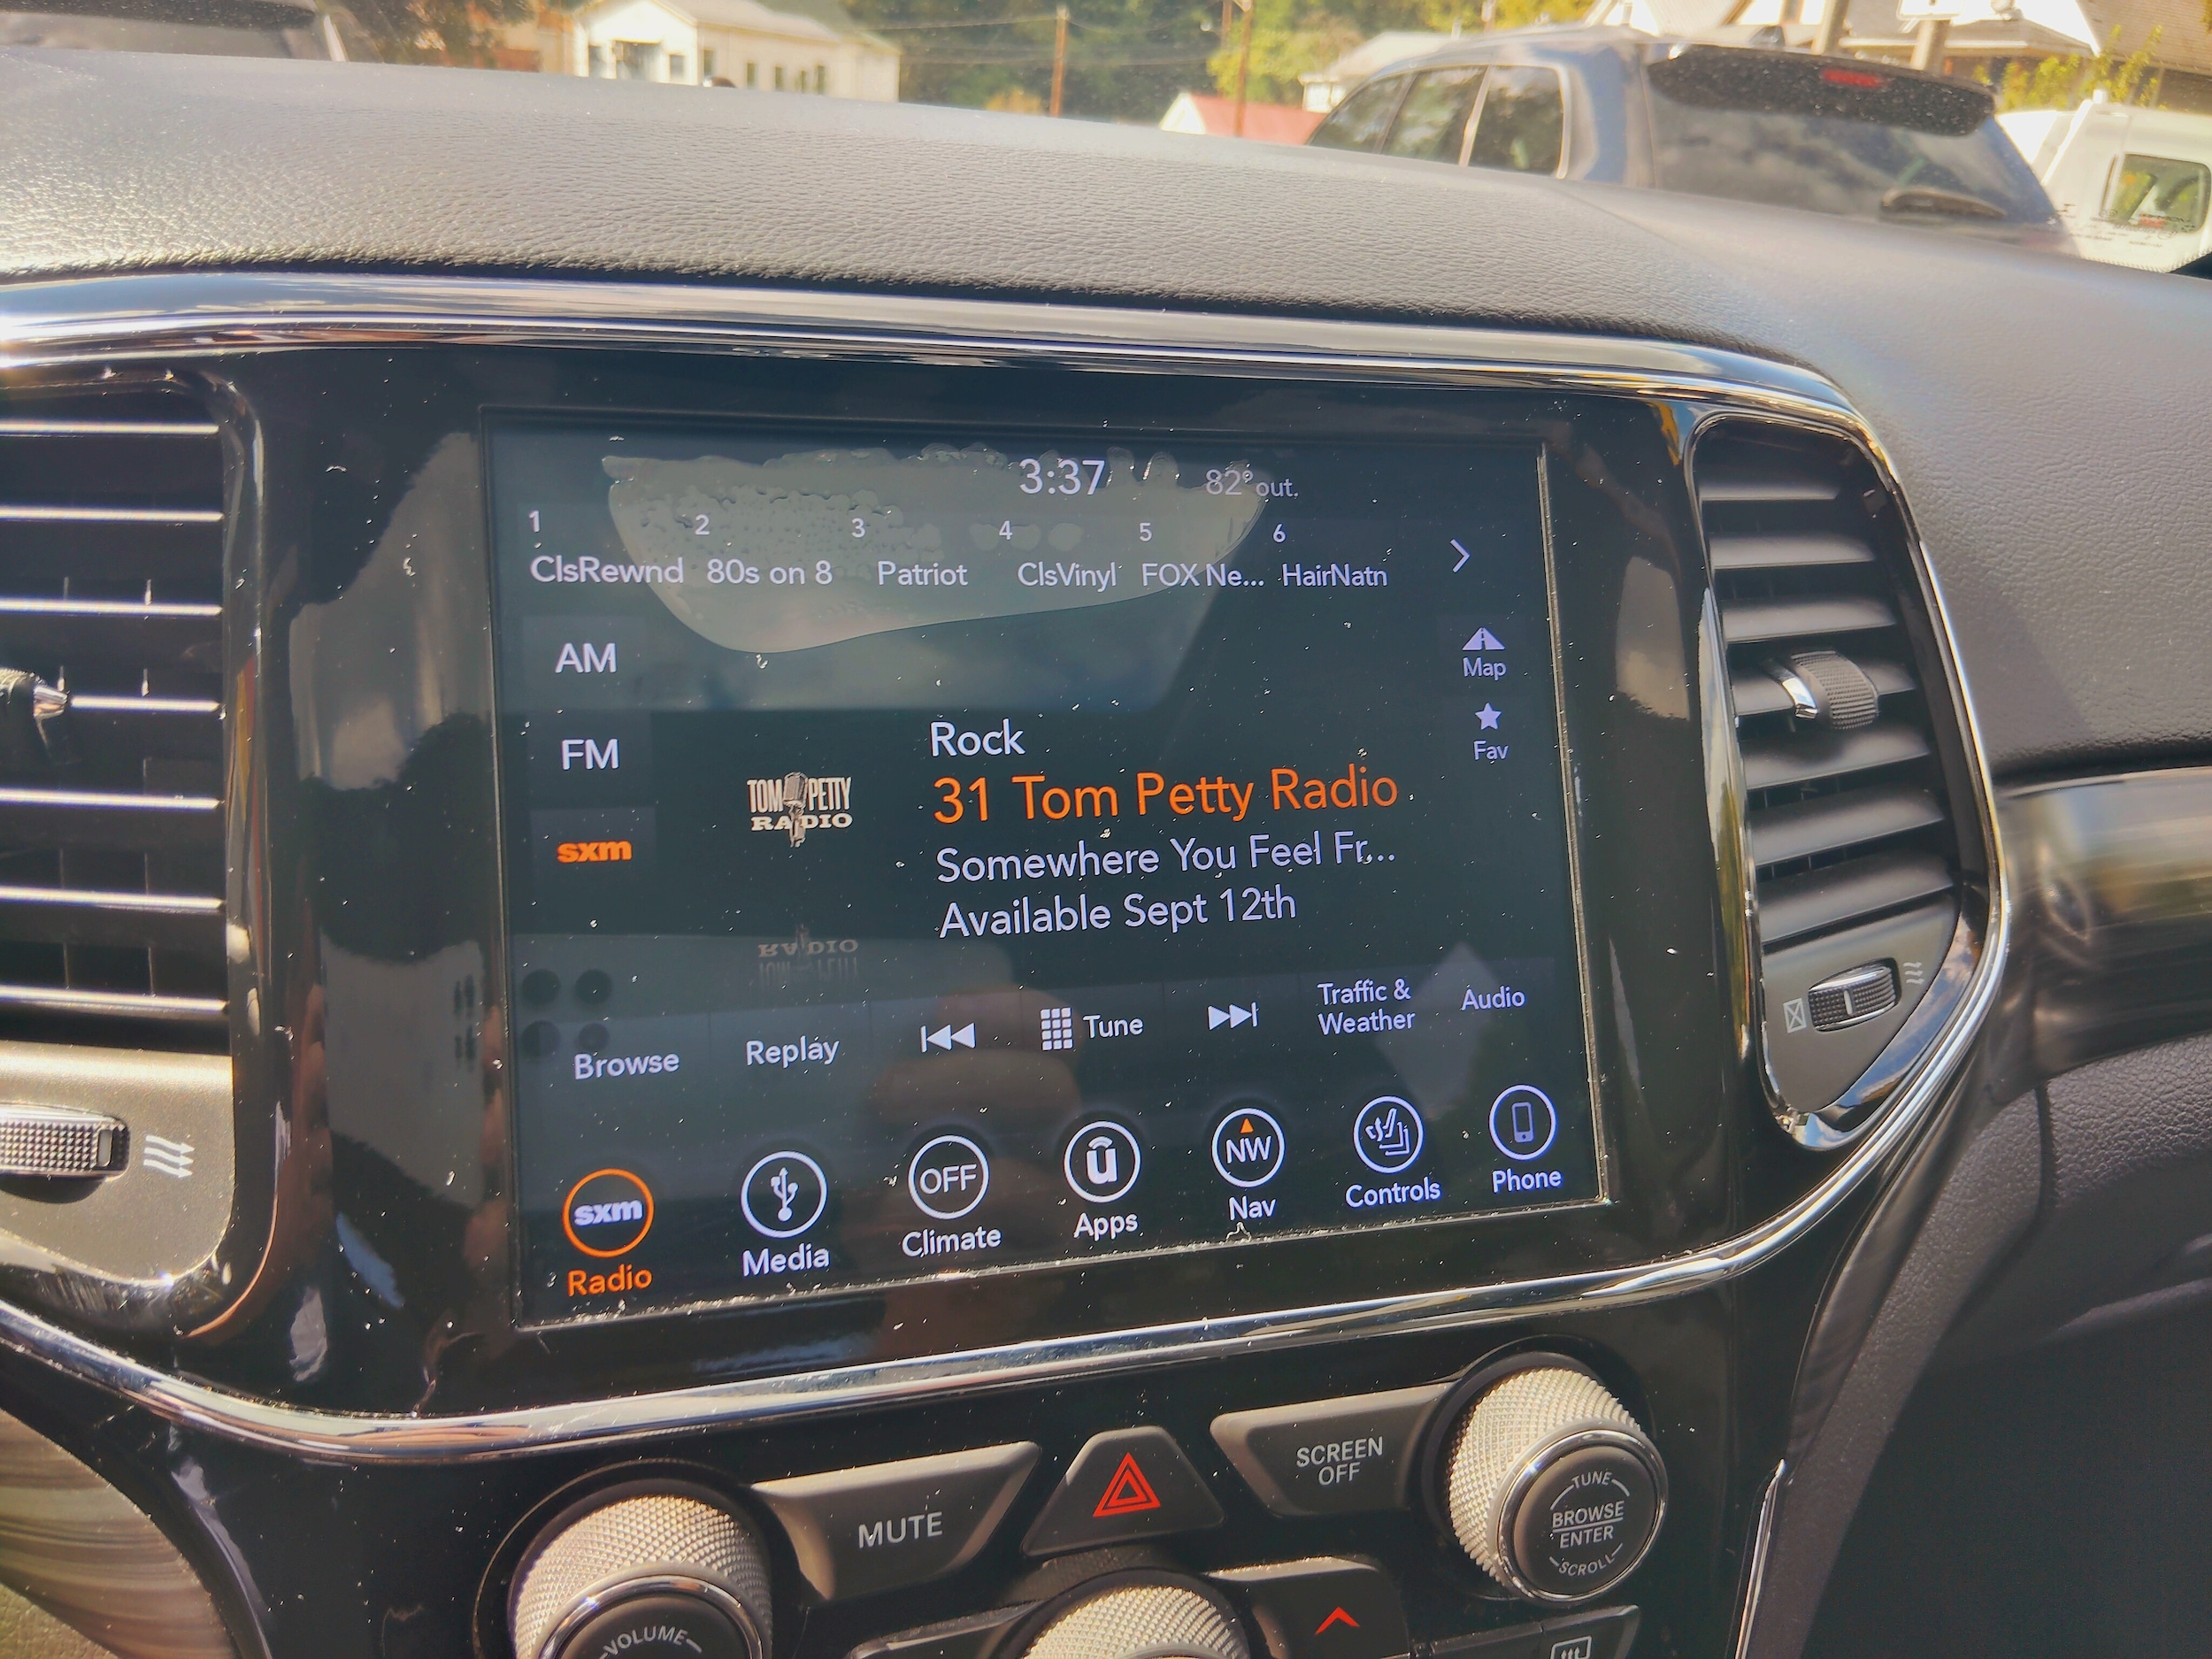 3:37 82° out.
1 2 3 4 5 6
ClsRewnd 80s on 8 Patriot ClsVinyl FOX Ne... HairNatn
AM
Map
FM
Fav
sxm
TOM PETTY
RADIO
Rock
31 Tom Petty Radio
Somewhere You Feel Fr...
Available Sept 12th
Browse Replay Tune Traffic & Weather Audio
sxm OFF u NW
Radio Media Climate Apps Nav Controls Phone
MUTE
SCREEN
OFF
TUNE
BROWSE
ENTER
SCROLL
VOLUME